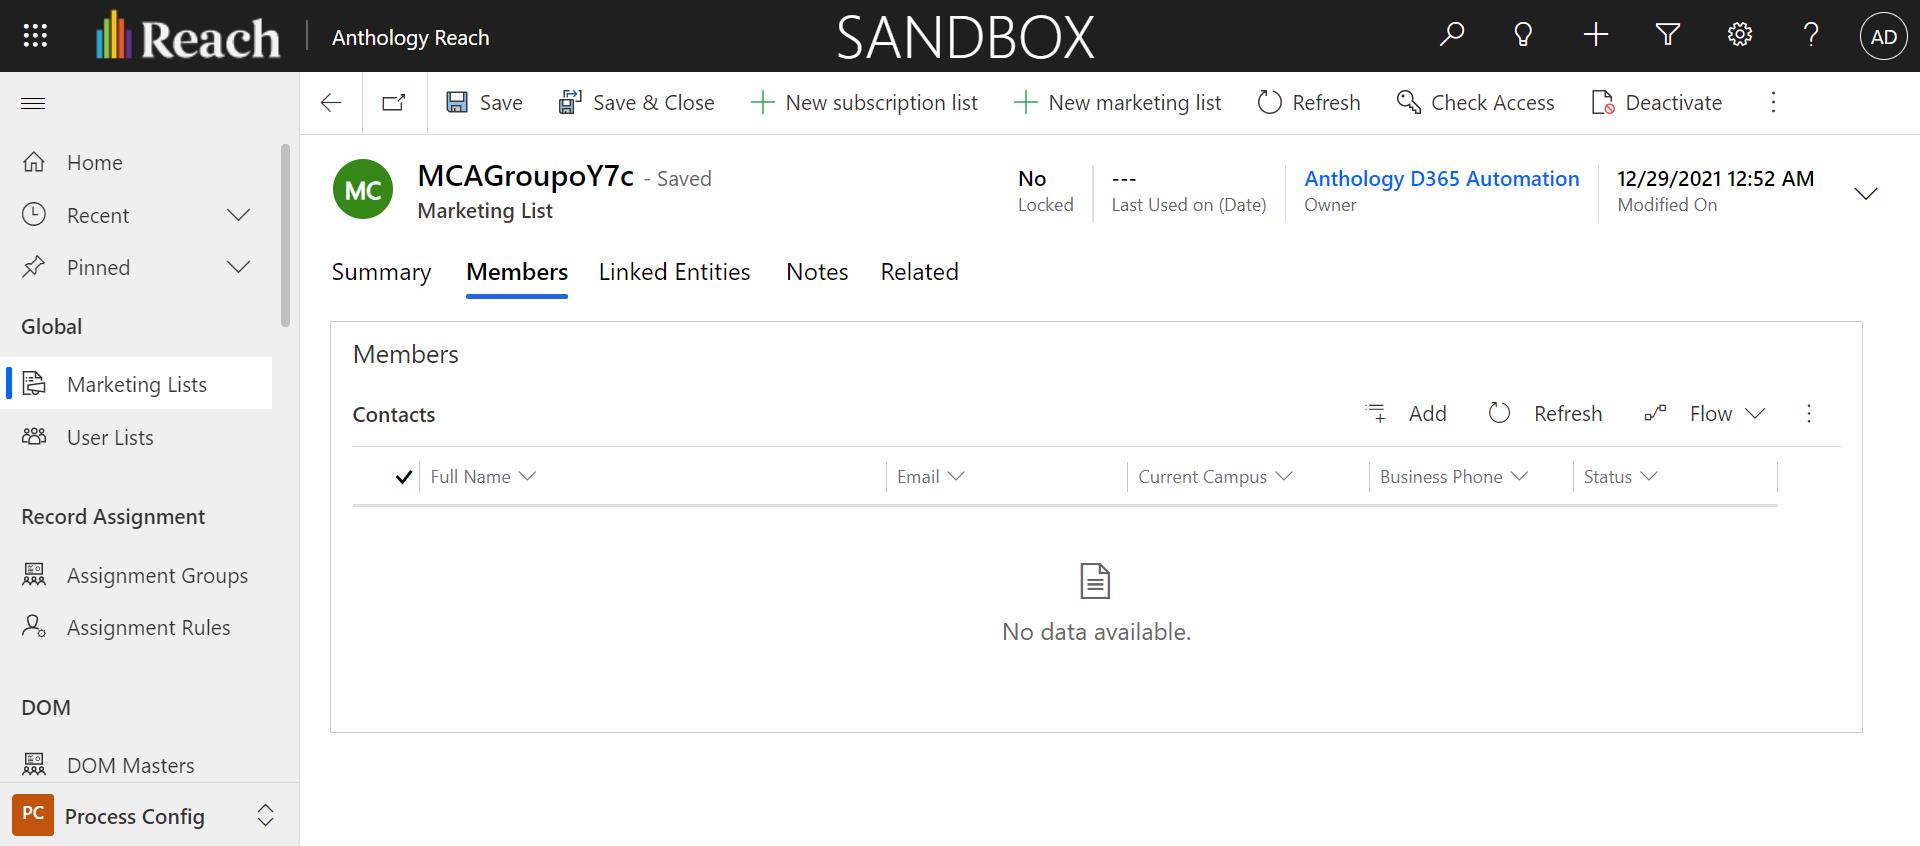 Reach
Anthology Reach
SANDBOX
AD
Save
Save & Close
New subscription list
New marketing list
Refresh
Check Access
Deactivate
Home
Recent
Pinned
Global
Marketing Lists
User Lists
Record Assignment
Assignment Groups
Assignment Rules
DOM
DOM Masters
PC
Process Config
MC
MCAGroupoY7c - Saved
Marketing List
No
Locked
---
Last Used on (Date)
Anthology D365 Automation
Owner
12/29/2021 12:52 AM
Modified On
Summary
Members
Linked Entities
Notes
Related
Members
Contacts
Add
Refresh
Flow
Full Name
Email
Current Campus
Business Phone
Status
No data available.